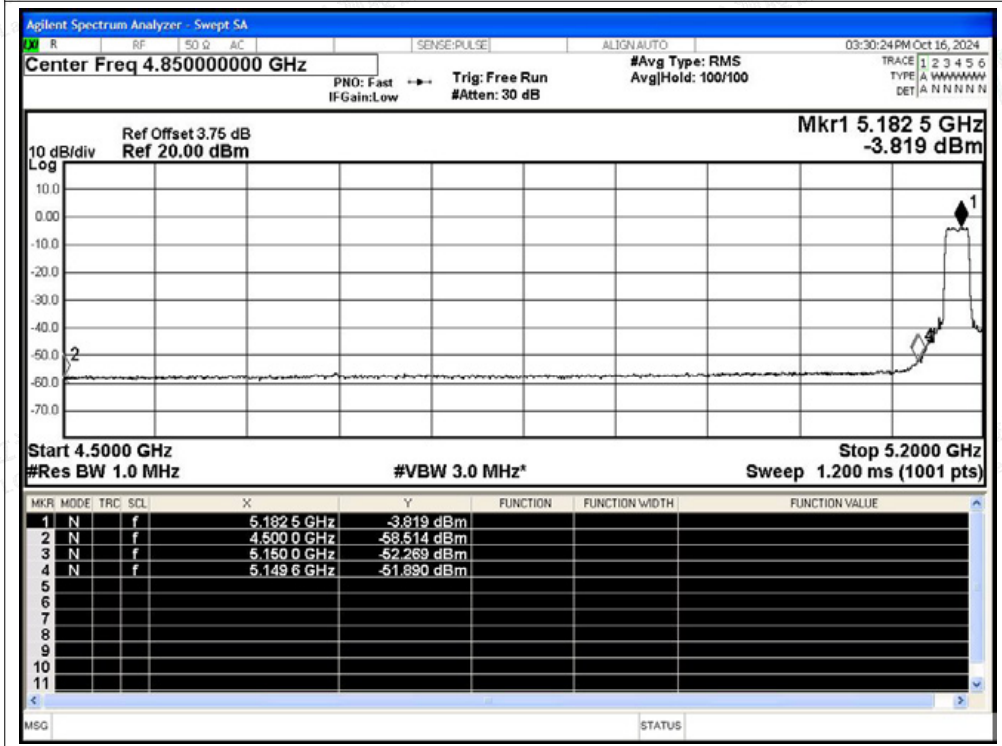 Agilent Spectrum Analyzer - Swept SA
R RF 50 Ω AC SENSE:PULSE ALIGNAUTO 03:30:24PM Oct 16, 2024
Center Freq 4.850000000 GHz
PNO: Fast
IFGain:Low
Trig: Free Run
#Atten: 30 dB
#Avg Type: RMS
Avg|Hold: 100/100
TRACE 1 2 3 4 5 6
TYPE A WWWWW
DET A N N N N N
Mkr1 5.182 5 GHz
-3.819 dBm
Ref Offset 3.75 dB
10 dB/div Ref 20.00 dBm
Log
10.0
0.00
-10.0
-20.0
-30.0
-40.0
-50.0
-60.0
-70.0
1
2
4
Start 4.5000 GHz Stop 5.2000 GHz
#Res BW 1.0 MHz #VBW 3.0 MHz* Sweep 1.200 ms (1001 pts)
MKR MODE TRC SCL X Y FUNCTION FUNCTION WIDTH FUNCTION VALUE
1 N f 5.182 5 GHz -3.819 dBm
2 N f 4.500 0 GHz -58.514 dBm
3 N f 5.150 0 GHz -52.269 dBm
4 N f 5.149 6 GHz -51.890 dBm
5
6
7
8
9
10
11
MSG STATUS